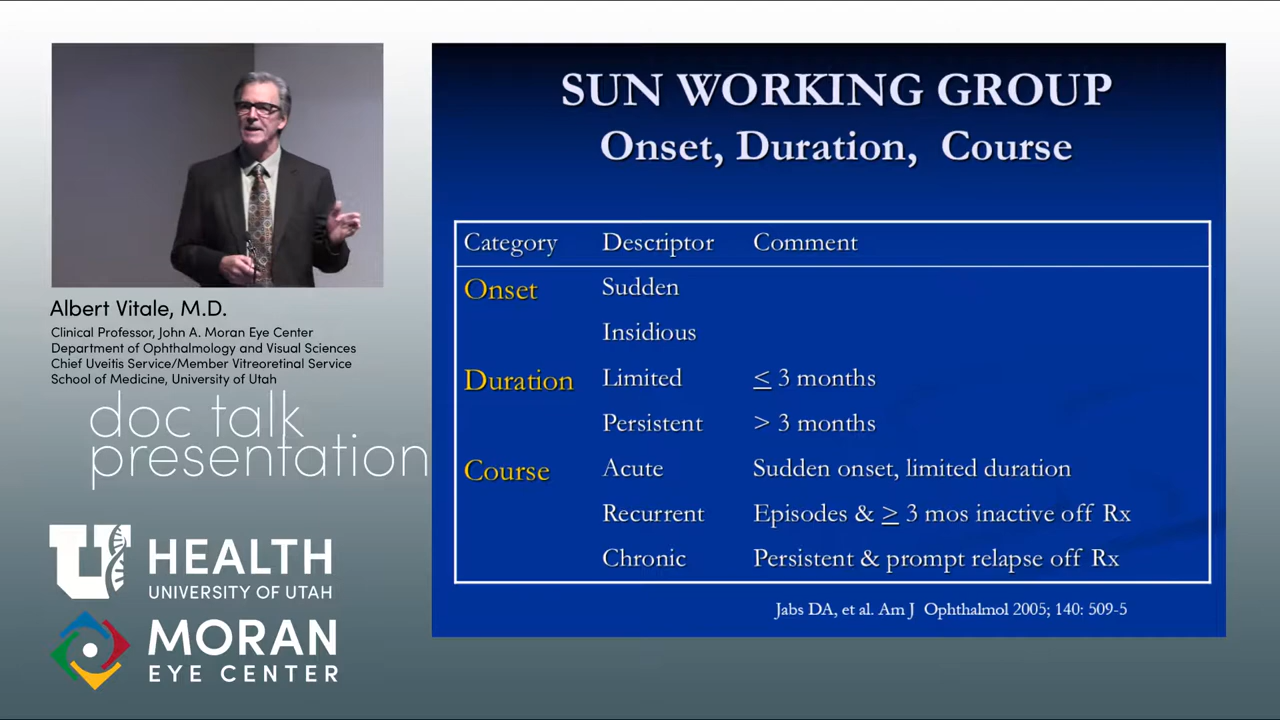 Albert Vitale, M.D.
Clinical Professor, John A. Moran Eye Center
Department of Ophthalmology and Visual Sciences
Chief Uveitis Service/Member Vitreoretinal Service
School of Medicine, University of Utah
doc talk
presentation
U HEALTH
UNIVERSITY OF UTAH
MORAN
EYE CENTER
SUN WORKING GROUP
Onset, Duration, Course
Category Descriptor Comment
Onset Sudden
Insidious
Duration Limited ≤ 3 months
Persistent > 3 months
Course Acute Sudden onset, limited duration
Recurrent Episodes & ≥ 3 mos inactive off Rx
Chronic Persistent & prompt relapse off Rx
Jabs DA, et al. Am J Ophthalmol 2005; 140: 509-5